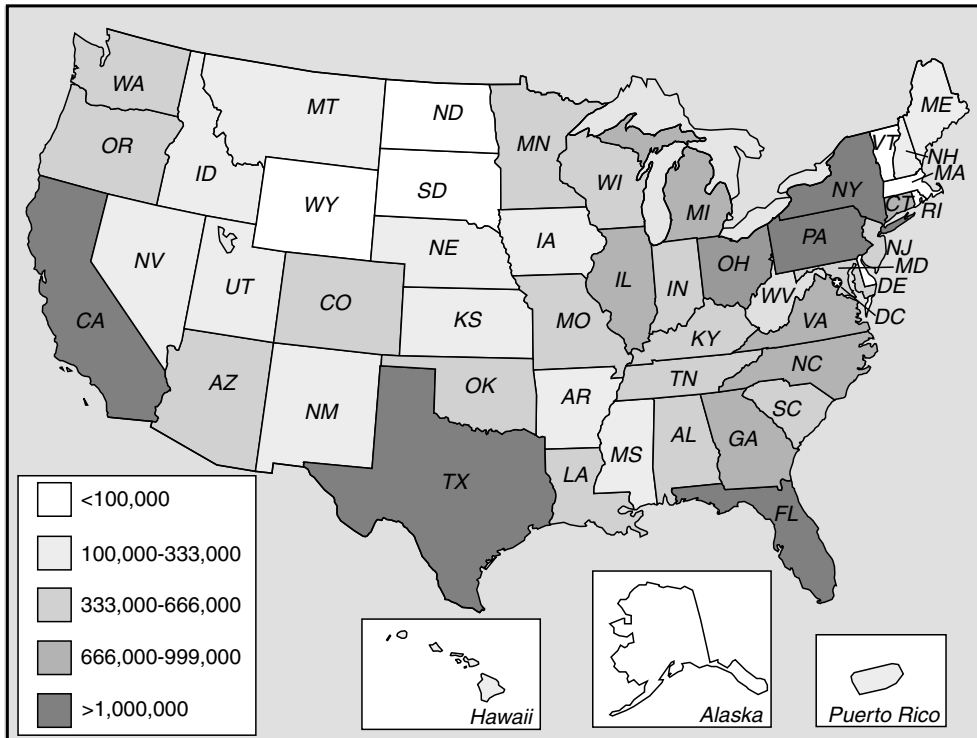 WA
OR
CA
ID
NV
MT
WY
UT
AZ
CO
NM
ND
SD
NE
KS
OK
TX
MN
IA
MO
AR
LA
WI
IL
MI
IN
OH
KY
TN
MS
AL
GA
FL
SC
NC
VA
WV
PA
NY
VT
ME
NH
MA
CT
RI
NJ
MD
DE
DC
<100,000
100,000-333,000
333,000-666,000
666,000-999,000
>1,000,000
Hawaii
Alaska
Puerto Rico